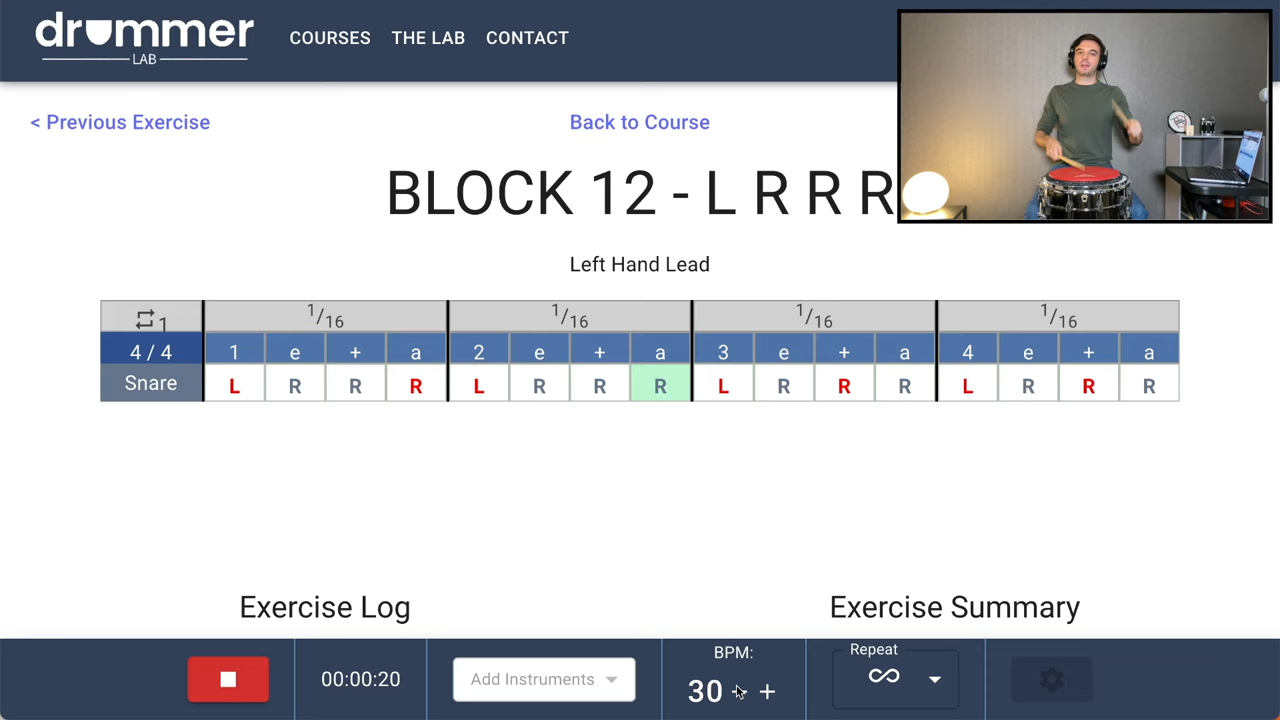 drummer
LAB
COURSES THE LAB CONTACT
< Previous Exercise
Back to Course
BLOCK 12 - L R R R
Left Hand Lead
1 1/16 1/16 1/16 1/16
4 / 4 1 e + a 2 e + a 3 e + a 4 e + a
Snare L R R R L R R R L R R R L R R R
Exercise Log
Exercise Summary
00:00:20
Add Instruments
BPM:
30 +
Repeat
∞